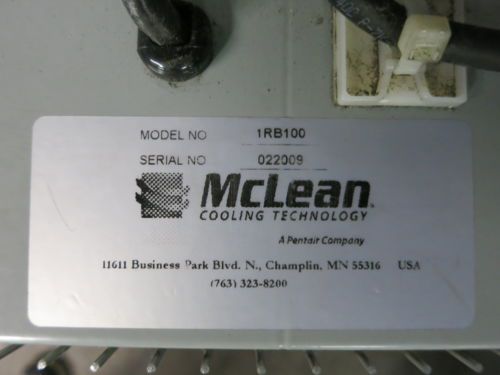 MODEL NO 1RB100
SERIAL NO 022009
McLean
COOLING TECHNOLOGY
A Pentair Company
11611 Business Park Blvd. N., Champlin, MN 55316 USA
(763) 323-8200